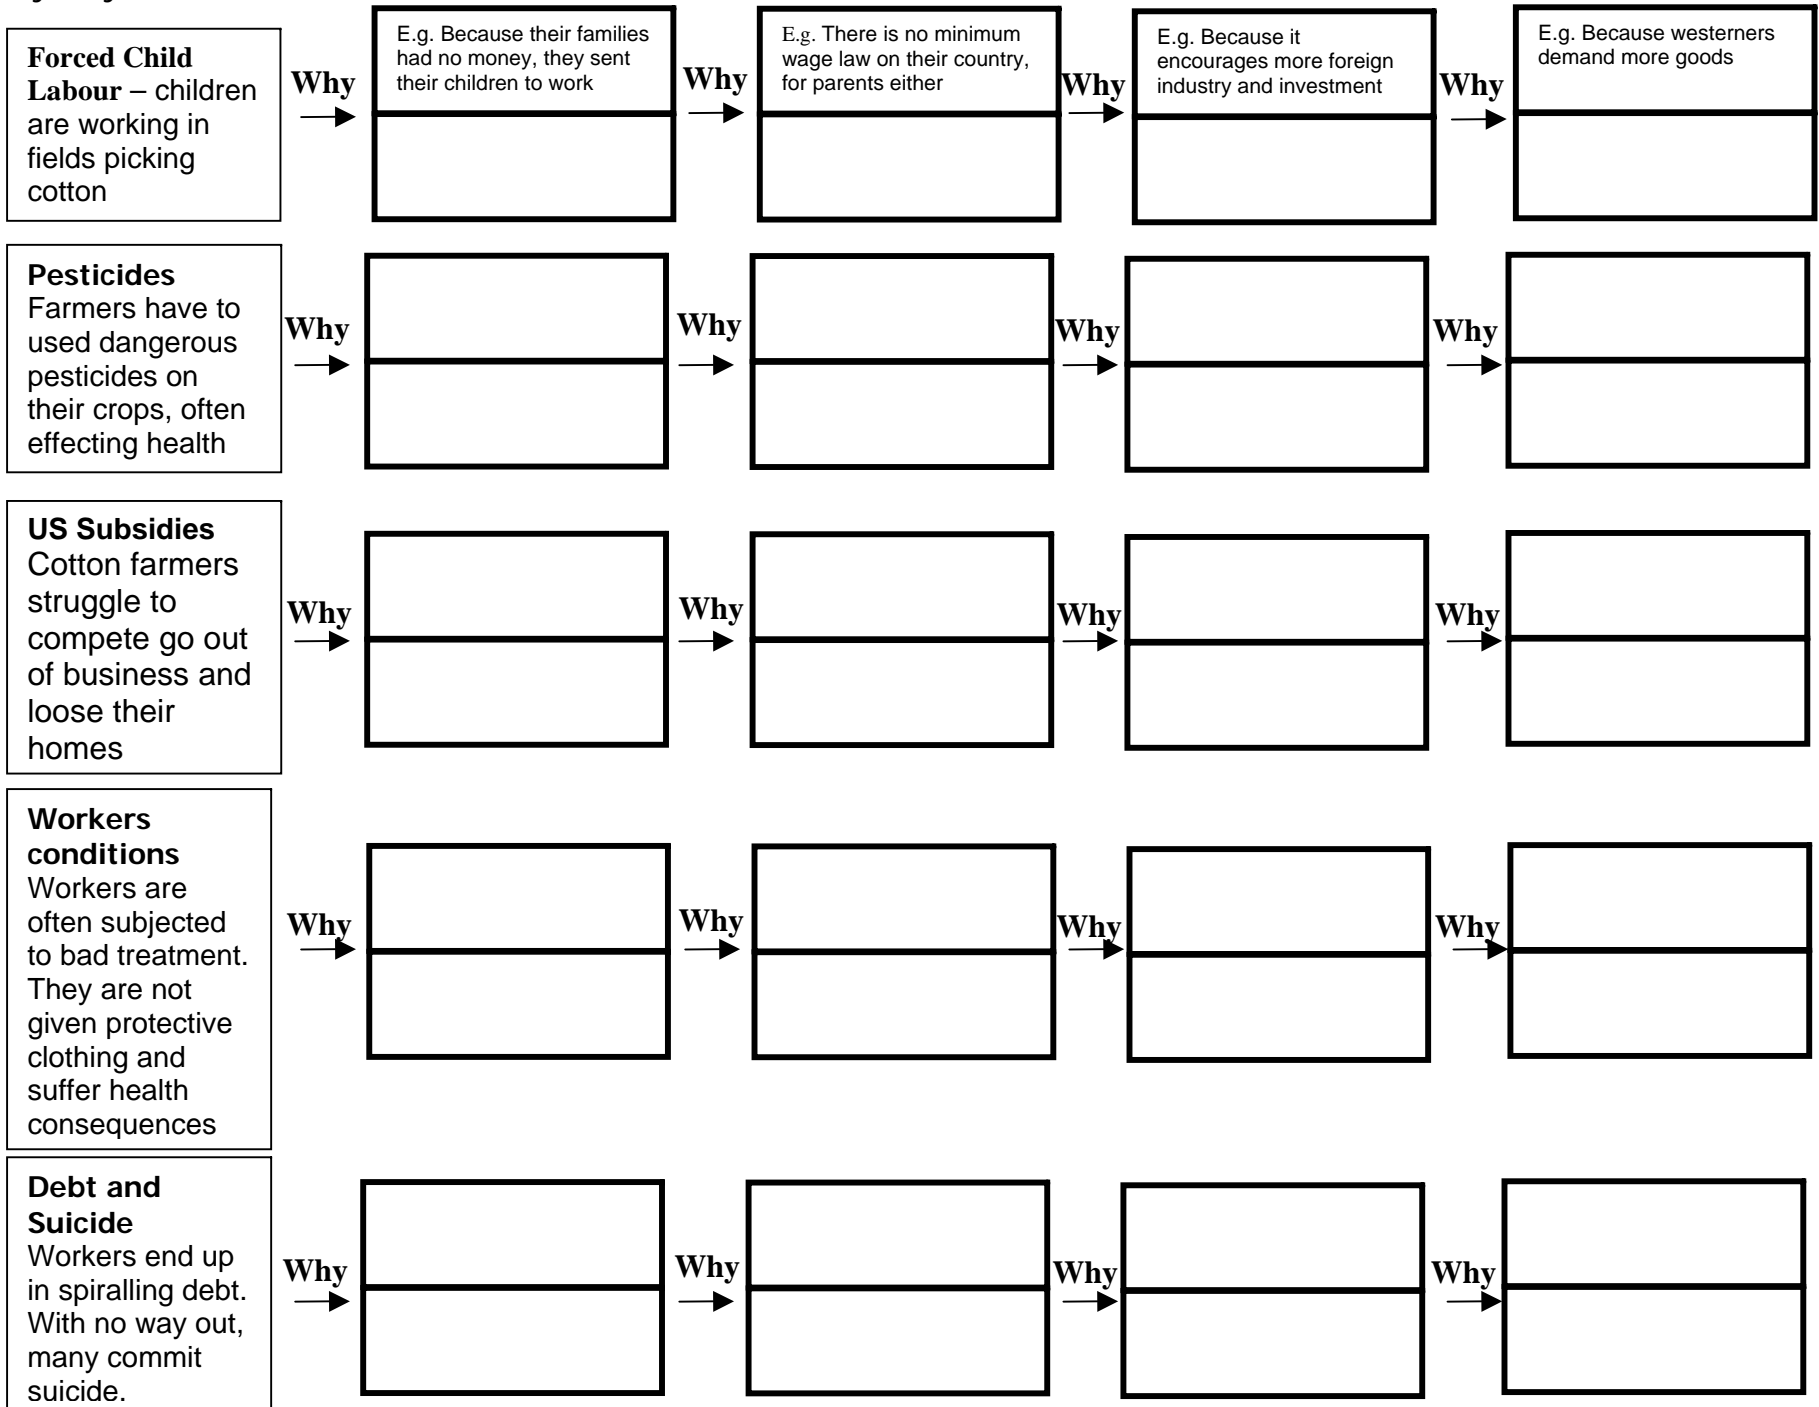 Forced Child
Labour – children
are working in
fields picking
cotton
Why
E.g. Because their families
had no money, they sent
their children to work
Why
E.g. There is no minimum
wage law on their country,
for parents either
Why
E.g. Because it
encourages more foreign
industry and investment
Why
E.g. Because westerners
demand more goods
Pesticides
Farmers have to
used dangerous
pesticides on
their crops, often
effecting health
Why
Why
Why
Why
US Subsidies
Cotton farmers
struggle to
compete go out
of business and
loose their
homes
Why
Why
Why
Why
Workers
conditions
Workers are
often subjected
to bad treatment.
They are not
given protective
clothing and
suffer health
consequences
Why
Why
Why
Why
Debt and
Suicide
Workers end up
in spiralling debt.
With no way out,
many commit
suicide.
Why
Why
Why
Why